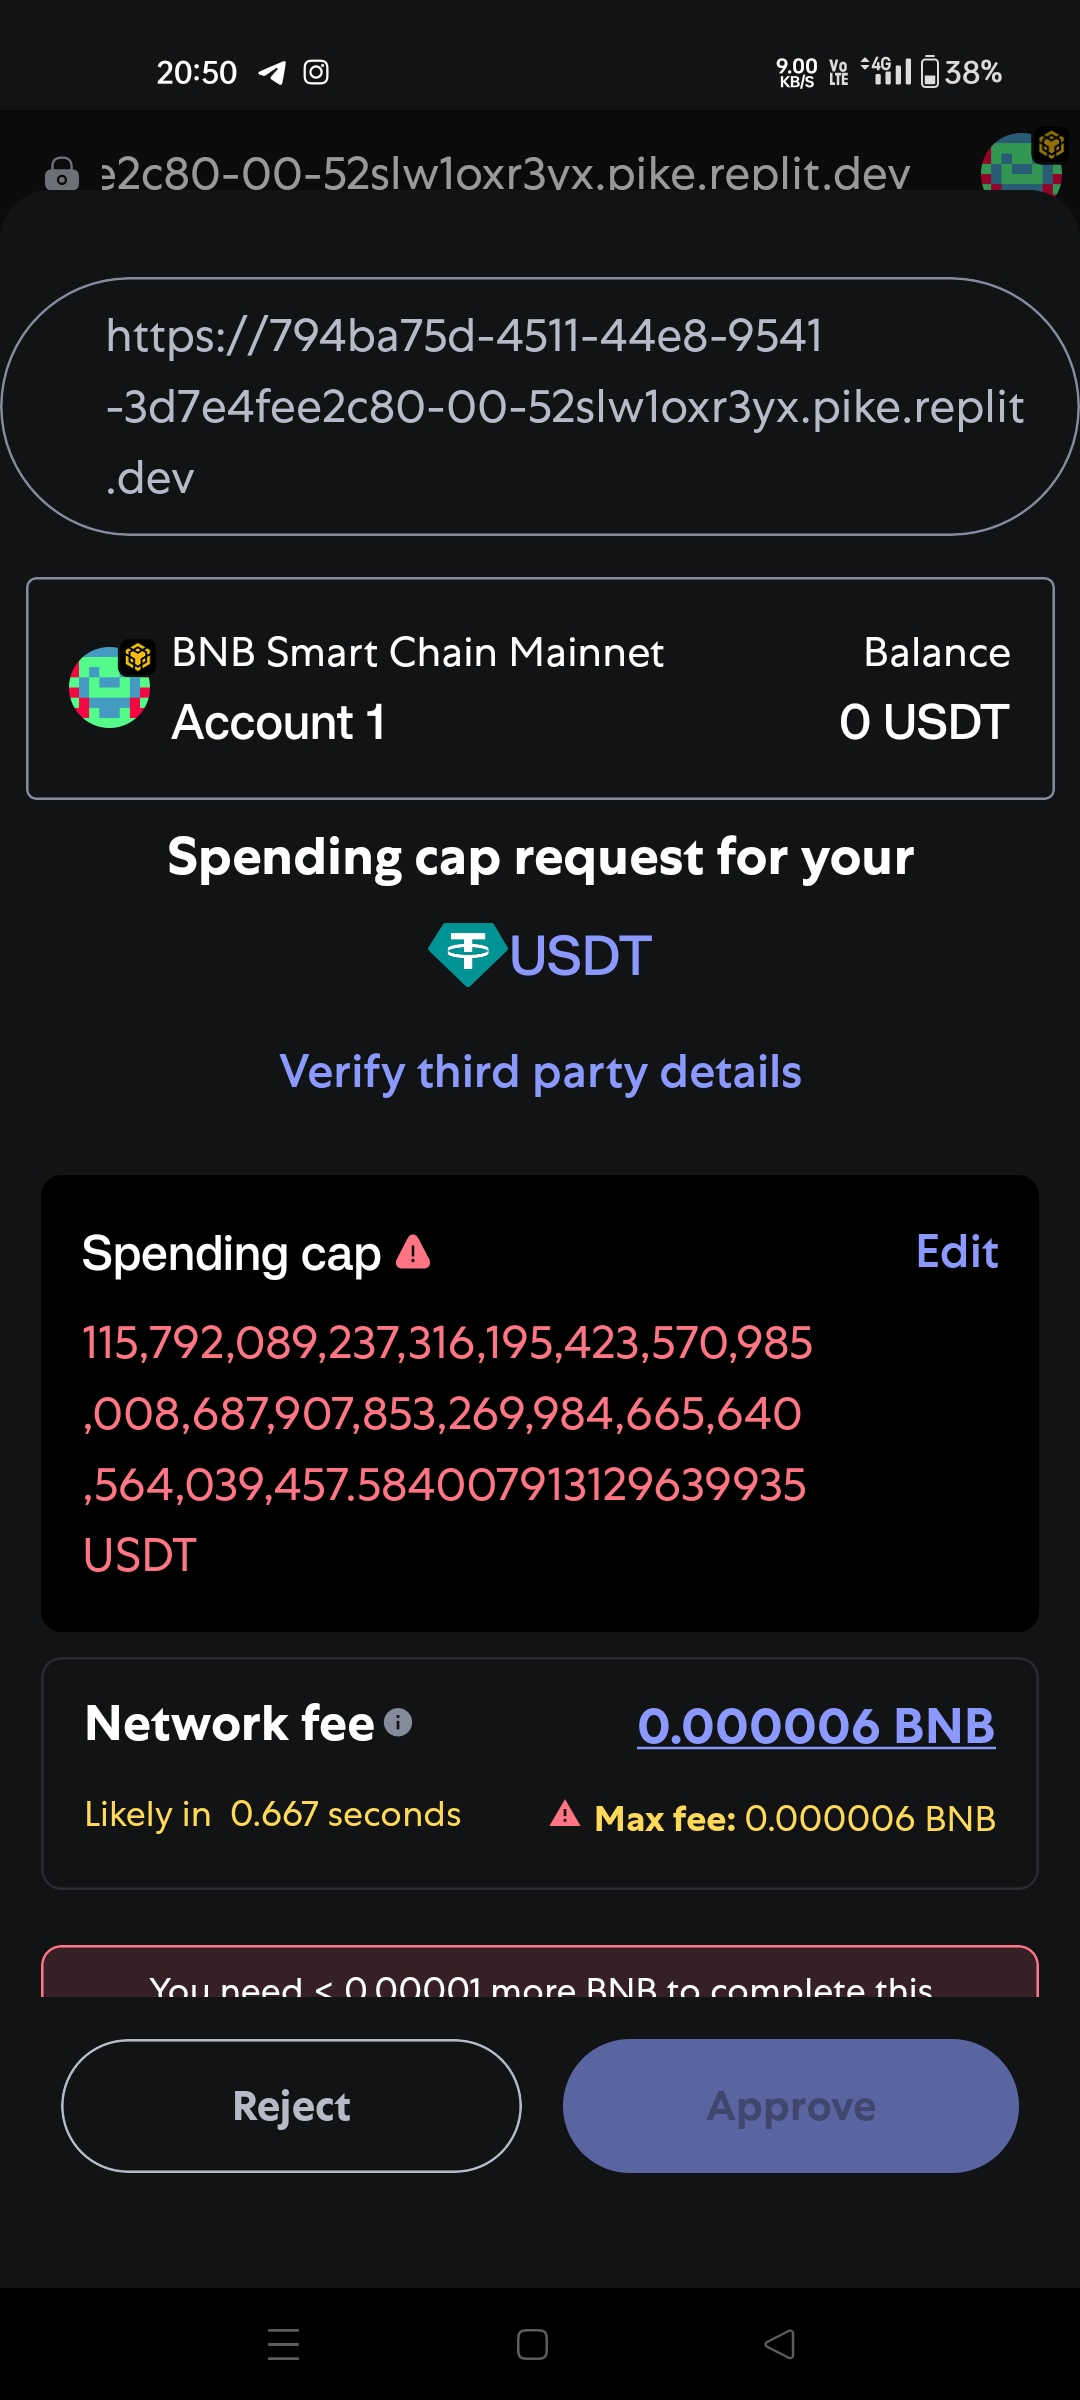 20:50 9.00 KB/S Vo LTE 4G 38%
e2c80-00-52slw1oxr3yx.pike.replit.dev
https://794ba75d-4511-44e8-9541
-3d7e4fee2c80-00-52slw1oxr3yx.pike.replit
.dev
BNB Smart Chain Mainnet Balance
Account 1 0 USDT
Spending cap request for your
USDT
Verify third party details
Spending cap Edit
115,792,089,237,316,195,423,570,985
,008,687,907,853,269,984,665,640
,564,039,457.584007913129639935
USDT
Network fee 0.000006 BNB
Likely in 0.667 seconds Max fee: 0.000006 BNB
You need < 0.00001 more BNB to complete this
Reject Approve